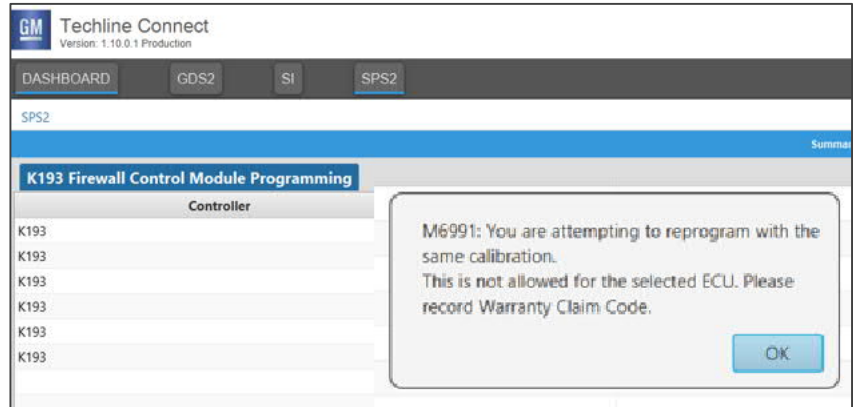 GM
Techline Connect
Version: 1.10.0.1 Production
DASHBOARD GDS2 SI SPS2
SPS2
K193 Firewall Control Module Programming
Controller
K193
K193
K193
K193
K193
K193
M6991: You are attempting to reprogram with the
same calibration.
This is not allowed for the selected ECU. Please
record Warranty Claim Code.
OK